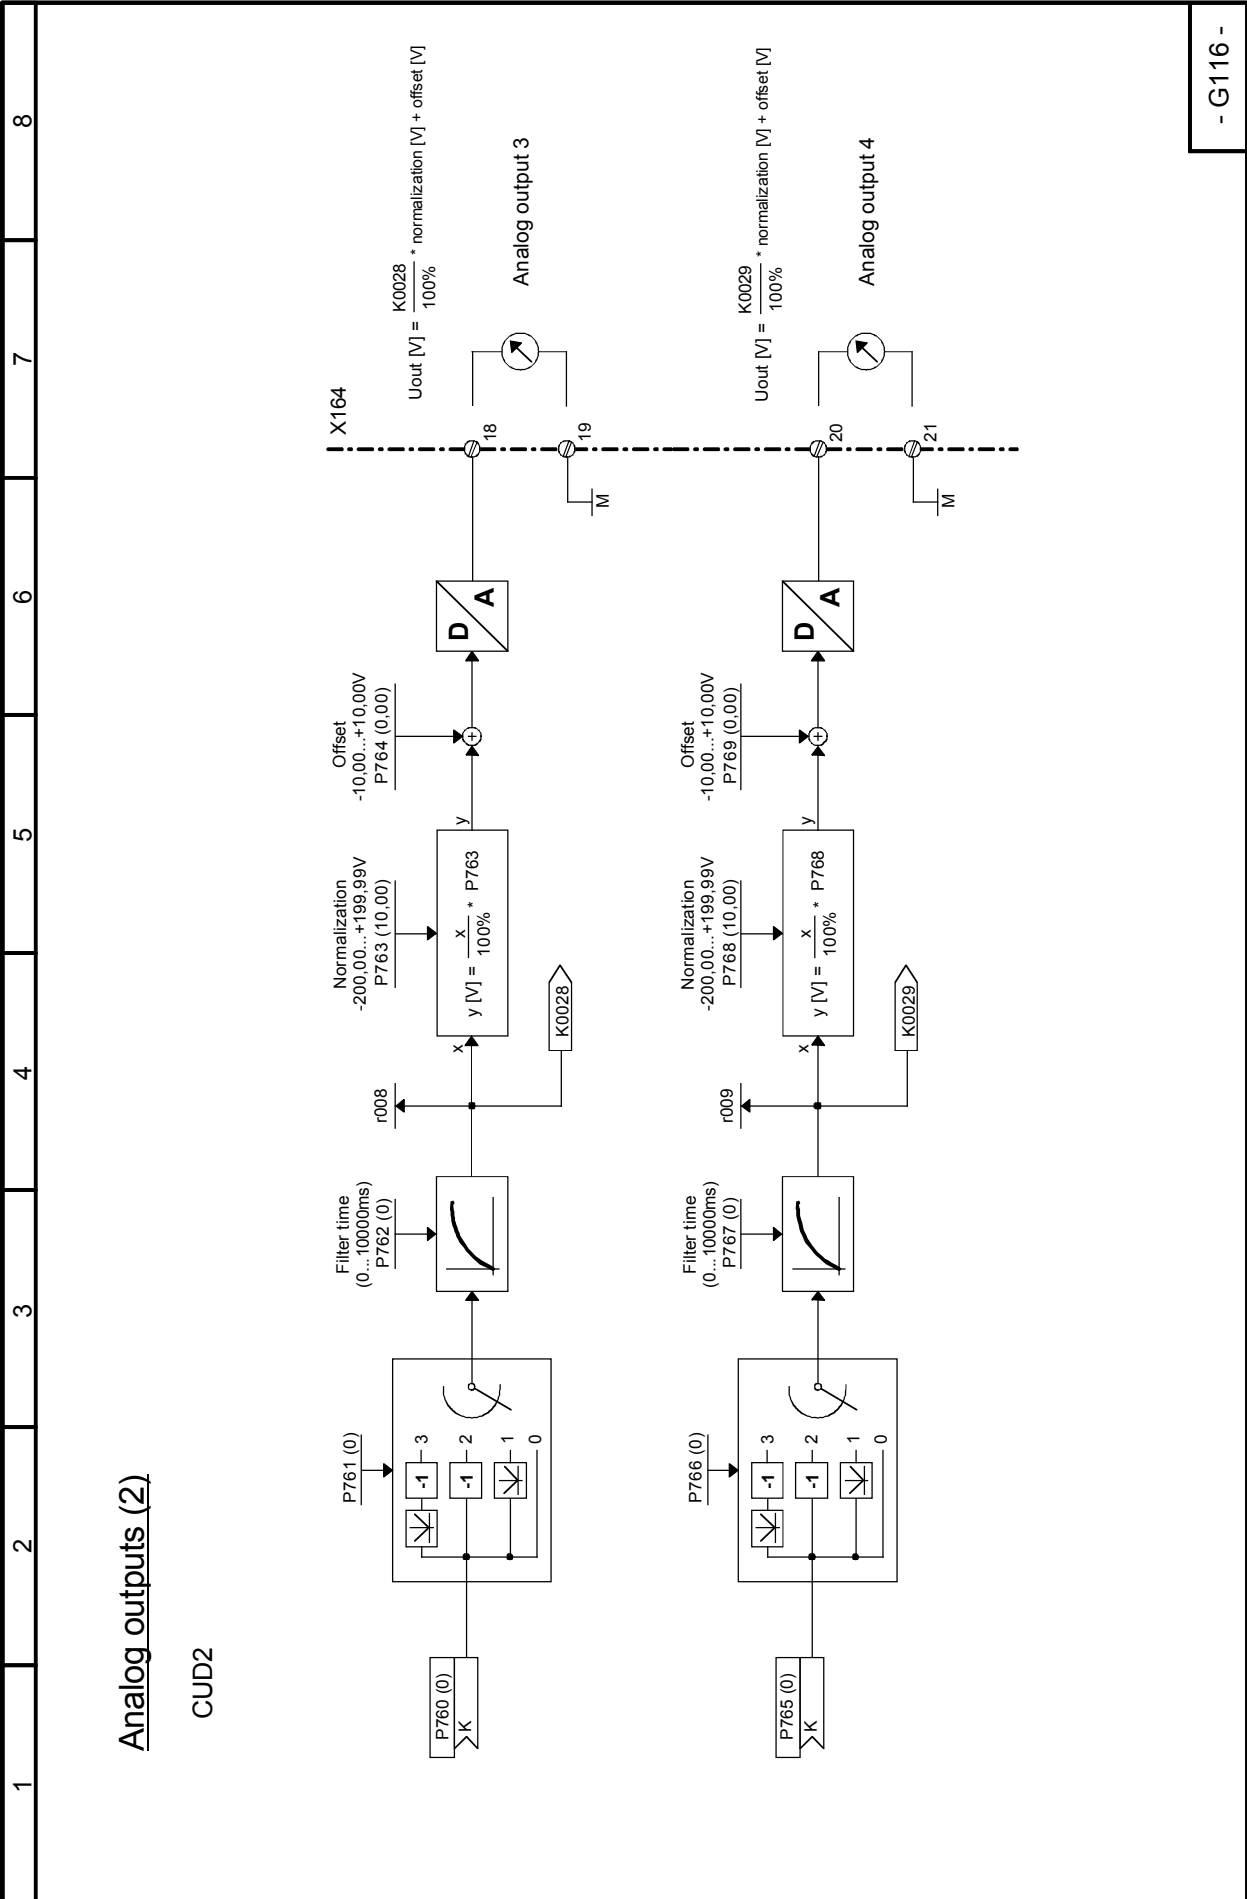 Analog outputs (2)
CUD2
P760 (0)
K
P761 (0)
-1
3
-1
2
1
0
Filter time
(0...10000ms)
P762 (0)
r008
K0028
x
Normalization
-200,00...+199,99V
P763 (10,00)
y [V] = x / 100% * P763
y
Offset
-10,00...+10,00V
P764 (0,00)
D
A
M
X164
18
19
Uout [V] = K0028 / 100% * normalization [V] + offset [V]
Analog output 3
P765 (0)
K
P766 (0)
-1
3
-1
2
1
0
Filter time
(0...10000ms)
P767 (0)
r009
K0029
x
Normalization
-200,00...+199,99V
P768 (10,00)
y [V] = x / 100% * P768
y
Offset
-10,00...+10,00V
P769 (0,00)
D
A
M
20
21
Uout [V] = K0029 / 100% * normalization [V] + offset [V]
Analog output 4
1
2
3
4
5
6
7
8
- G116 -